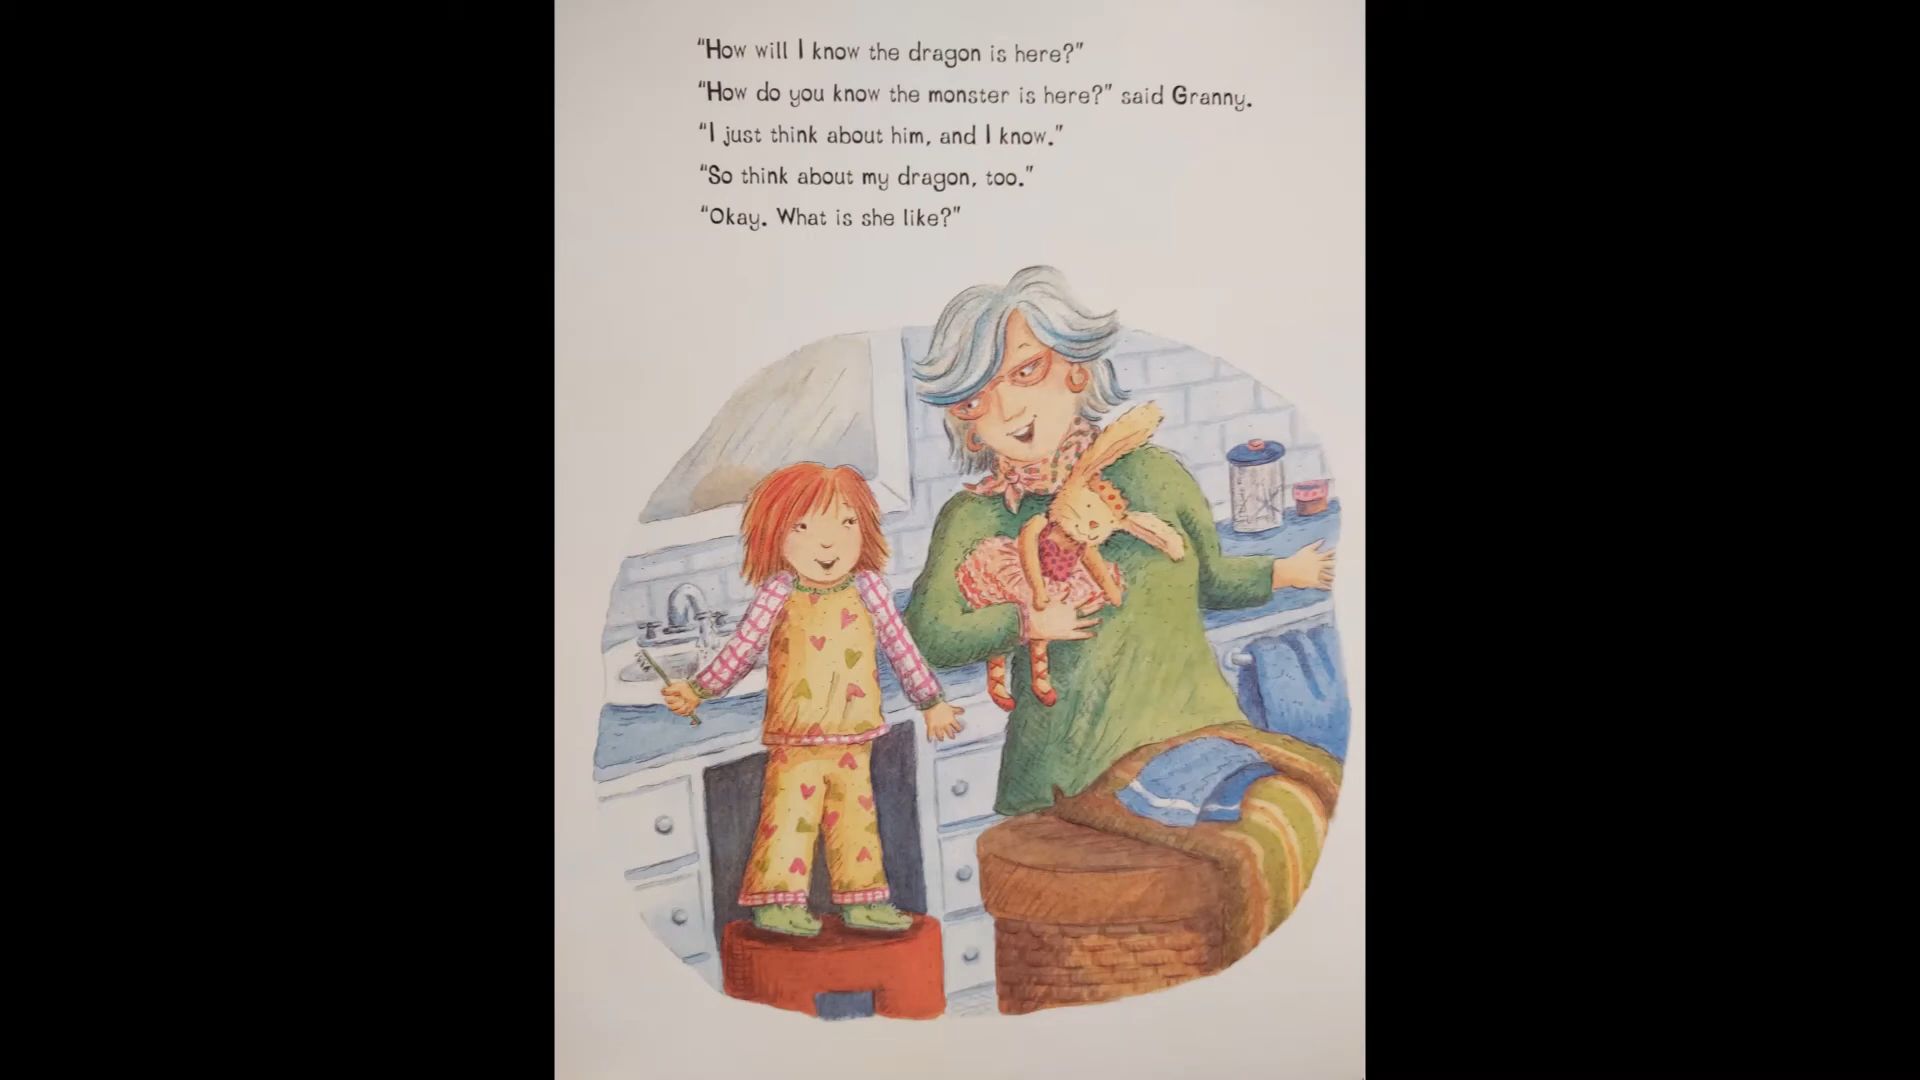 “How will I know the dragon is here?”
“How do you know the monster is here?” said Granny.
“I just think about him, and I know.”
“So think about my dragon, too.”
“Okay. What is she like?”